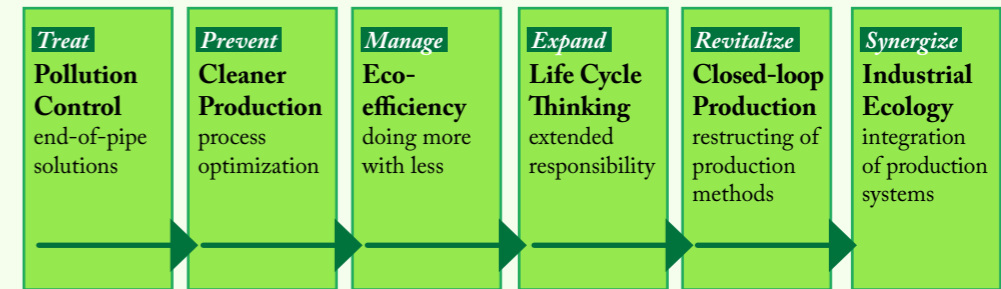 Treat
Pollution
Control
end-of-pipe
solutions
Prevent
Cleaner
Production
process
optimization
Manage
Eco-
efficiency
doing more
with less
Expand
Life Cycle
Thinking
extended
responsibility
Revitalize
Closed-loop
Production
restructing of
production
methods
Synergize
Industrial
Ecology
integration
of production
systems